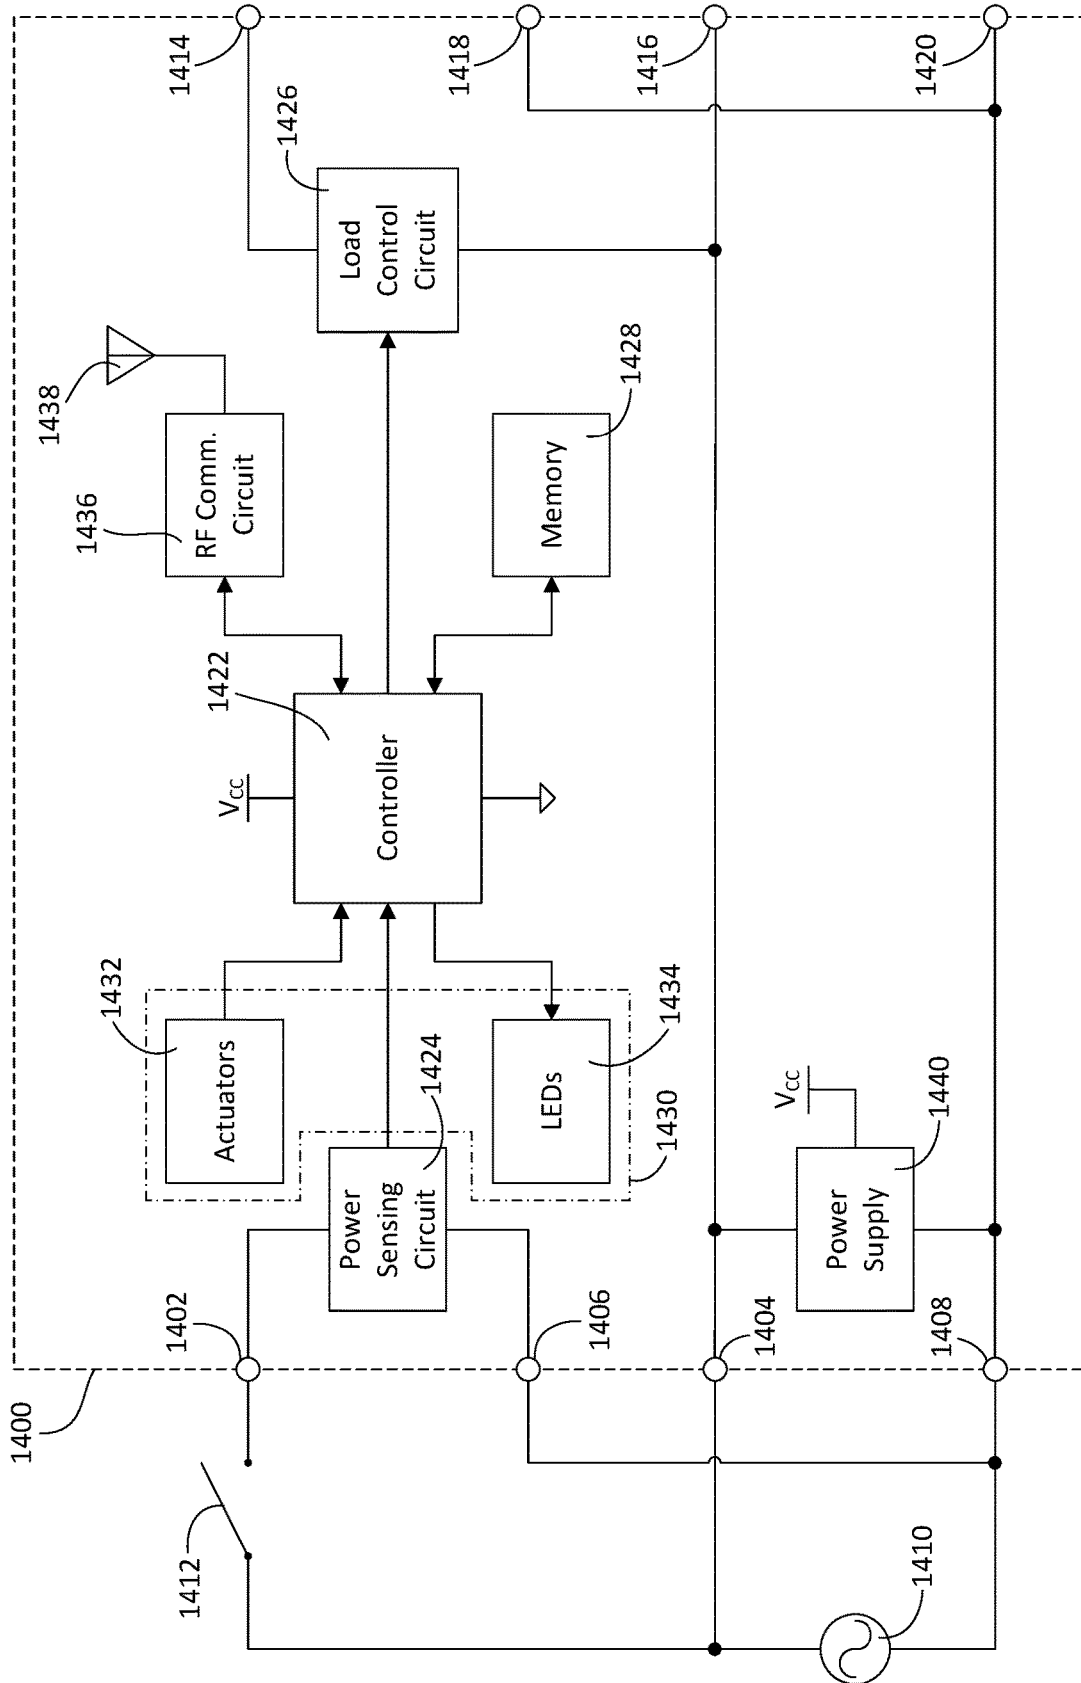 1400
1412
1410
1402
1406
1404
1408
Power
Sensing
Circuit
1424
Actuators
1432
LEDs
1434
1430
Power
Supply
1440
VCC
VCC
Controller
1422
RF Comm.
Circuit
1436
1438
Memory
1428
Load
Control
Circuit
1426
1414
1418
1416
1420